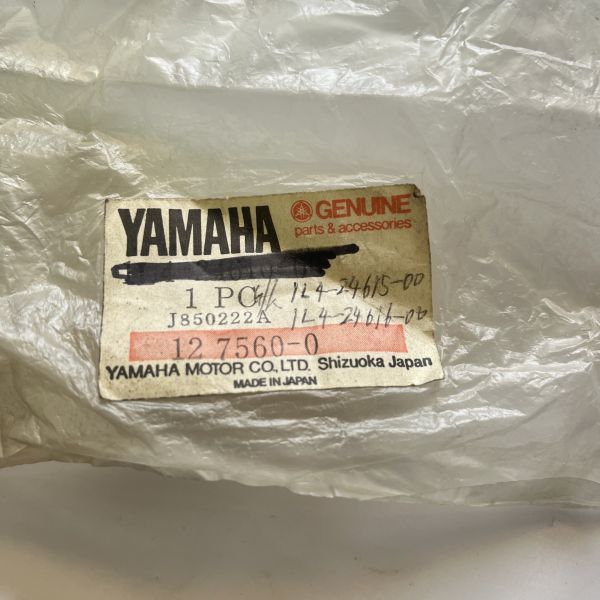 YAMAHA
GENUINE
parts & accessories
1 PC
1L4-24615-00
J850222A
1L4-24616-00
12 7560-0
YAMAHA MOTOR CO., LTD. Shizuoka Japan
MADE IN JAPAN